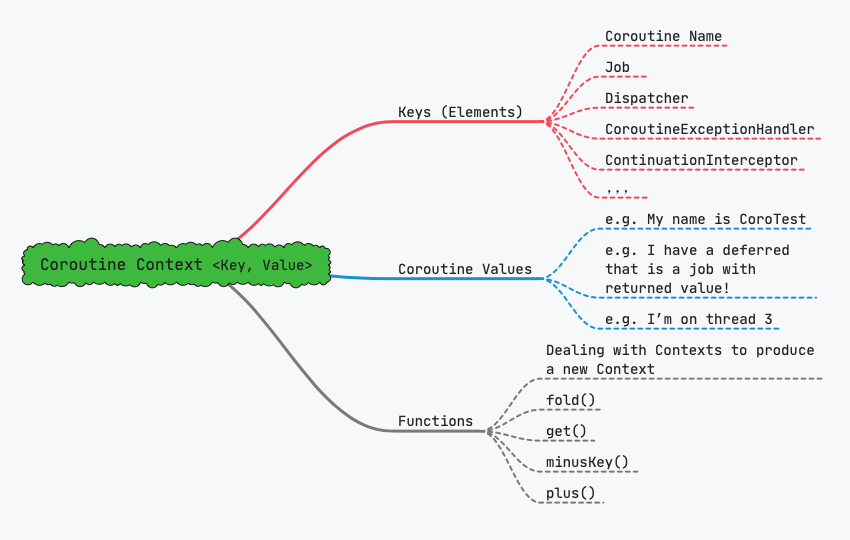 Coroutine Context <Key, Value>
Keys (Elements)
Coroutine Name
Job
Dispatcher
CoroutineExceptionHandler
ContinuationInterceptor
,,,
Coroutine Values
e.g. My name is CoroTest
e.g. I have a deferred
that is a job with
returned value!
e.g. I’m on thread 3
Functions
Dealing with Contexts to produce
a new Context
fold()
get()
minusKey()
plus()